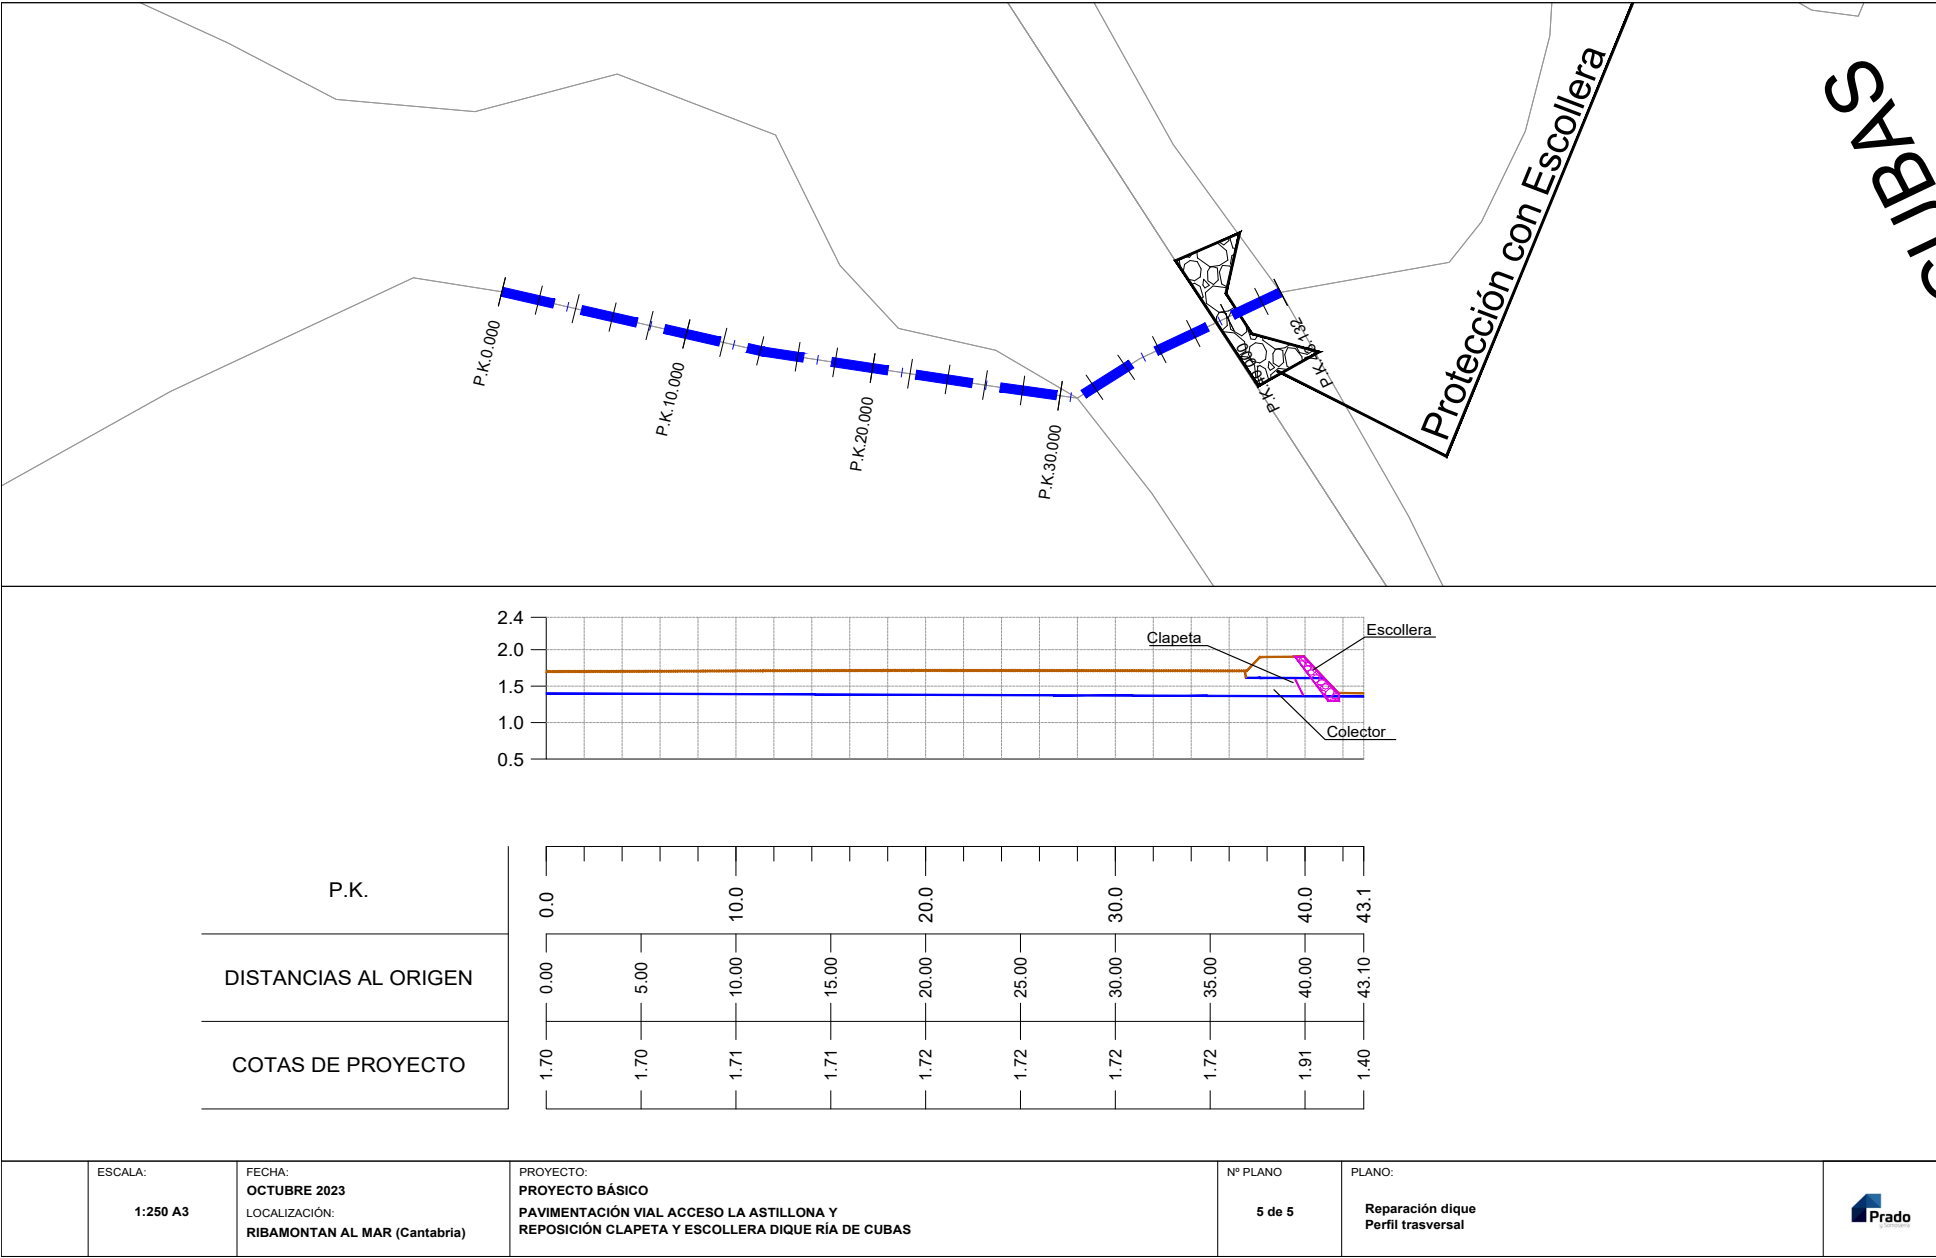 Protección con Escollera
P.K.0.000
P.K.10.000
P.K.20.000
P.K.30.000
P.K.43.132
2.4
2.0
1.5
1.0
0.5
Clapeta
Escollera
Colector
P.K.
0.0 10.0 20.0 30.0 40.0 43.1
DISTANCIAS AL ORIGEN
0.00 5.00 10.00 15.00 20.00 25.00 30.00 35.00 40.00 43.10
COTAS DE PROYECTO
1.70 1.70 1.71 1.71 1.72 1.72 1.72 1.72 1.91 1.40
ESCALA:
1:250 A3
FECHA:
OCTUBRE 2023
LOCALIZACIÓN:
RIBAMONTAN AL MAR (Cantabria)
PROYECTO:
PROYECTO BÁSICO
PAVIMENTACIÓN VIAL ACCESO LA ASTILLONA Y
REPOSICIÓN CLAPETA Y ESCOLLERA DIQUE RÍA DE CUBAS
Nº PLANO
5 de 5
PLANO:
Reparación dique
Perfil trasversal
Prado